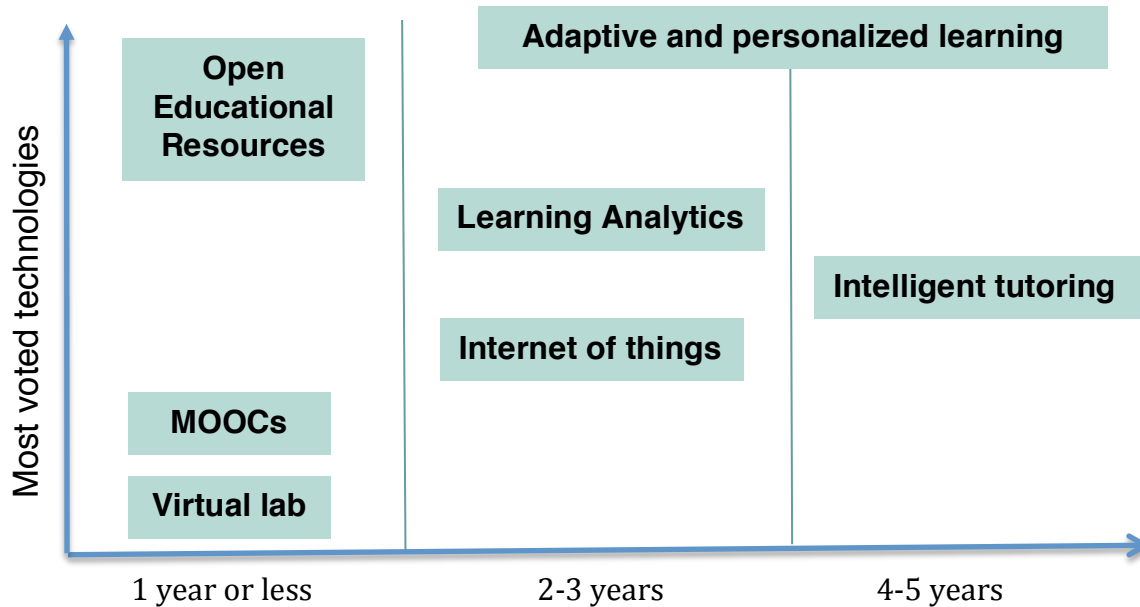 Most voted technologies
Open
Educational
Resources
Adaptive and personalized learning
Learning Analytics
Intelligent tutoring
Internet of things
MOOCs
Virtual lab
1 year or less
2-3 years
4-5 years